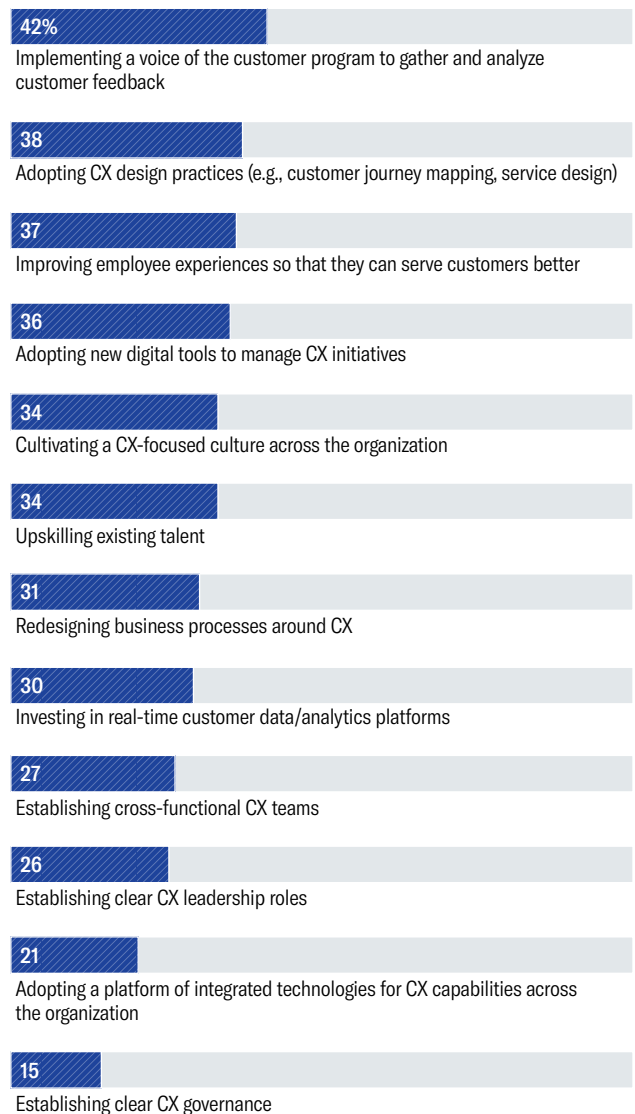 42%
Implementing a voice of the customer program to gather and analyze
customer feedback
38
Adopting CX design practices (e.g., customer journey mapping, service design)
37
Improving employee experiences so that they can serve customers better
36
Adopting new digital tools to manage CX initiatives
34
Cultivating a CX-focused culture across the organization
34
Upskilling existing talent
31
Redesigning business processes around CX
30
Investing in real-time customer data/analytics platforms
27
Establishing cross-functional CX teams
26
Establishing clear CX leadership roles
21
Adopting a platform of integrated technologies for CX capabilities across
the organization
15
Establishing clear CX governance